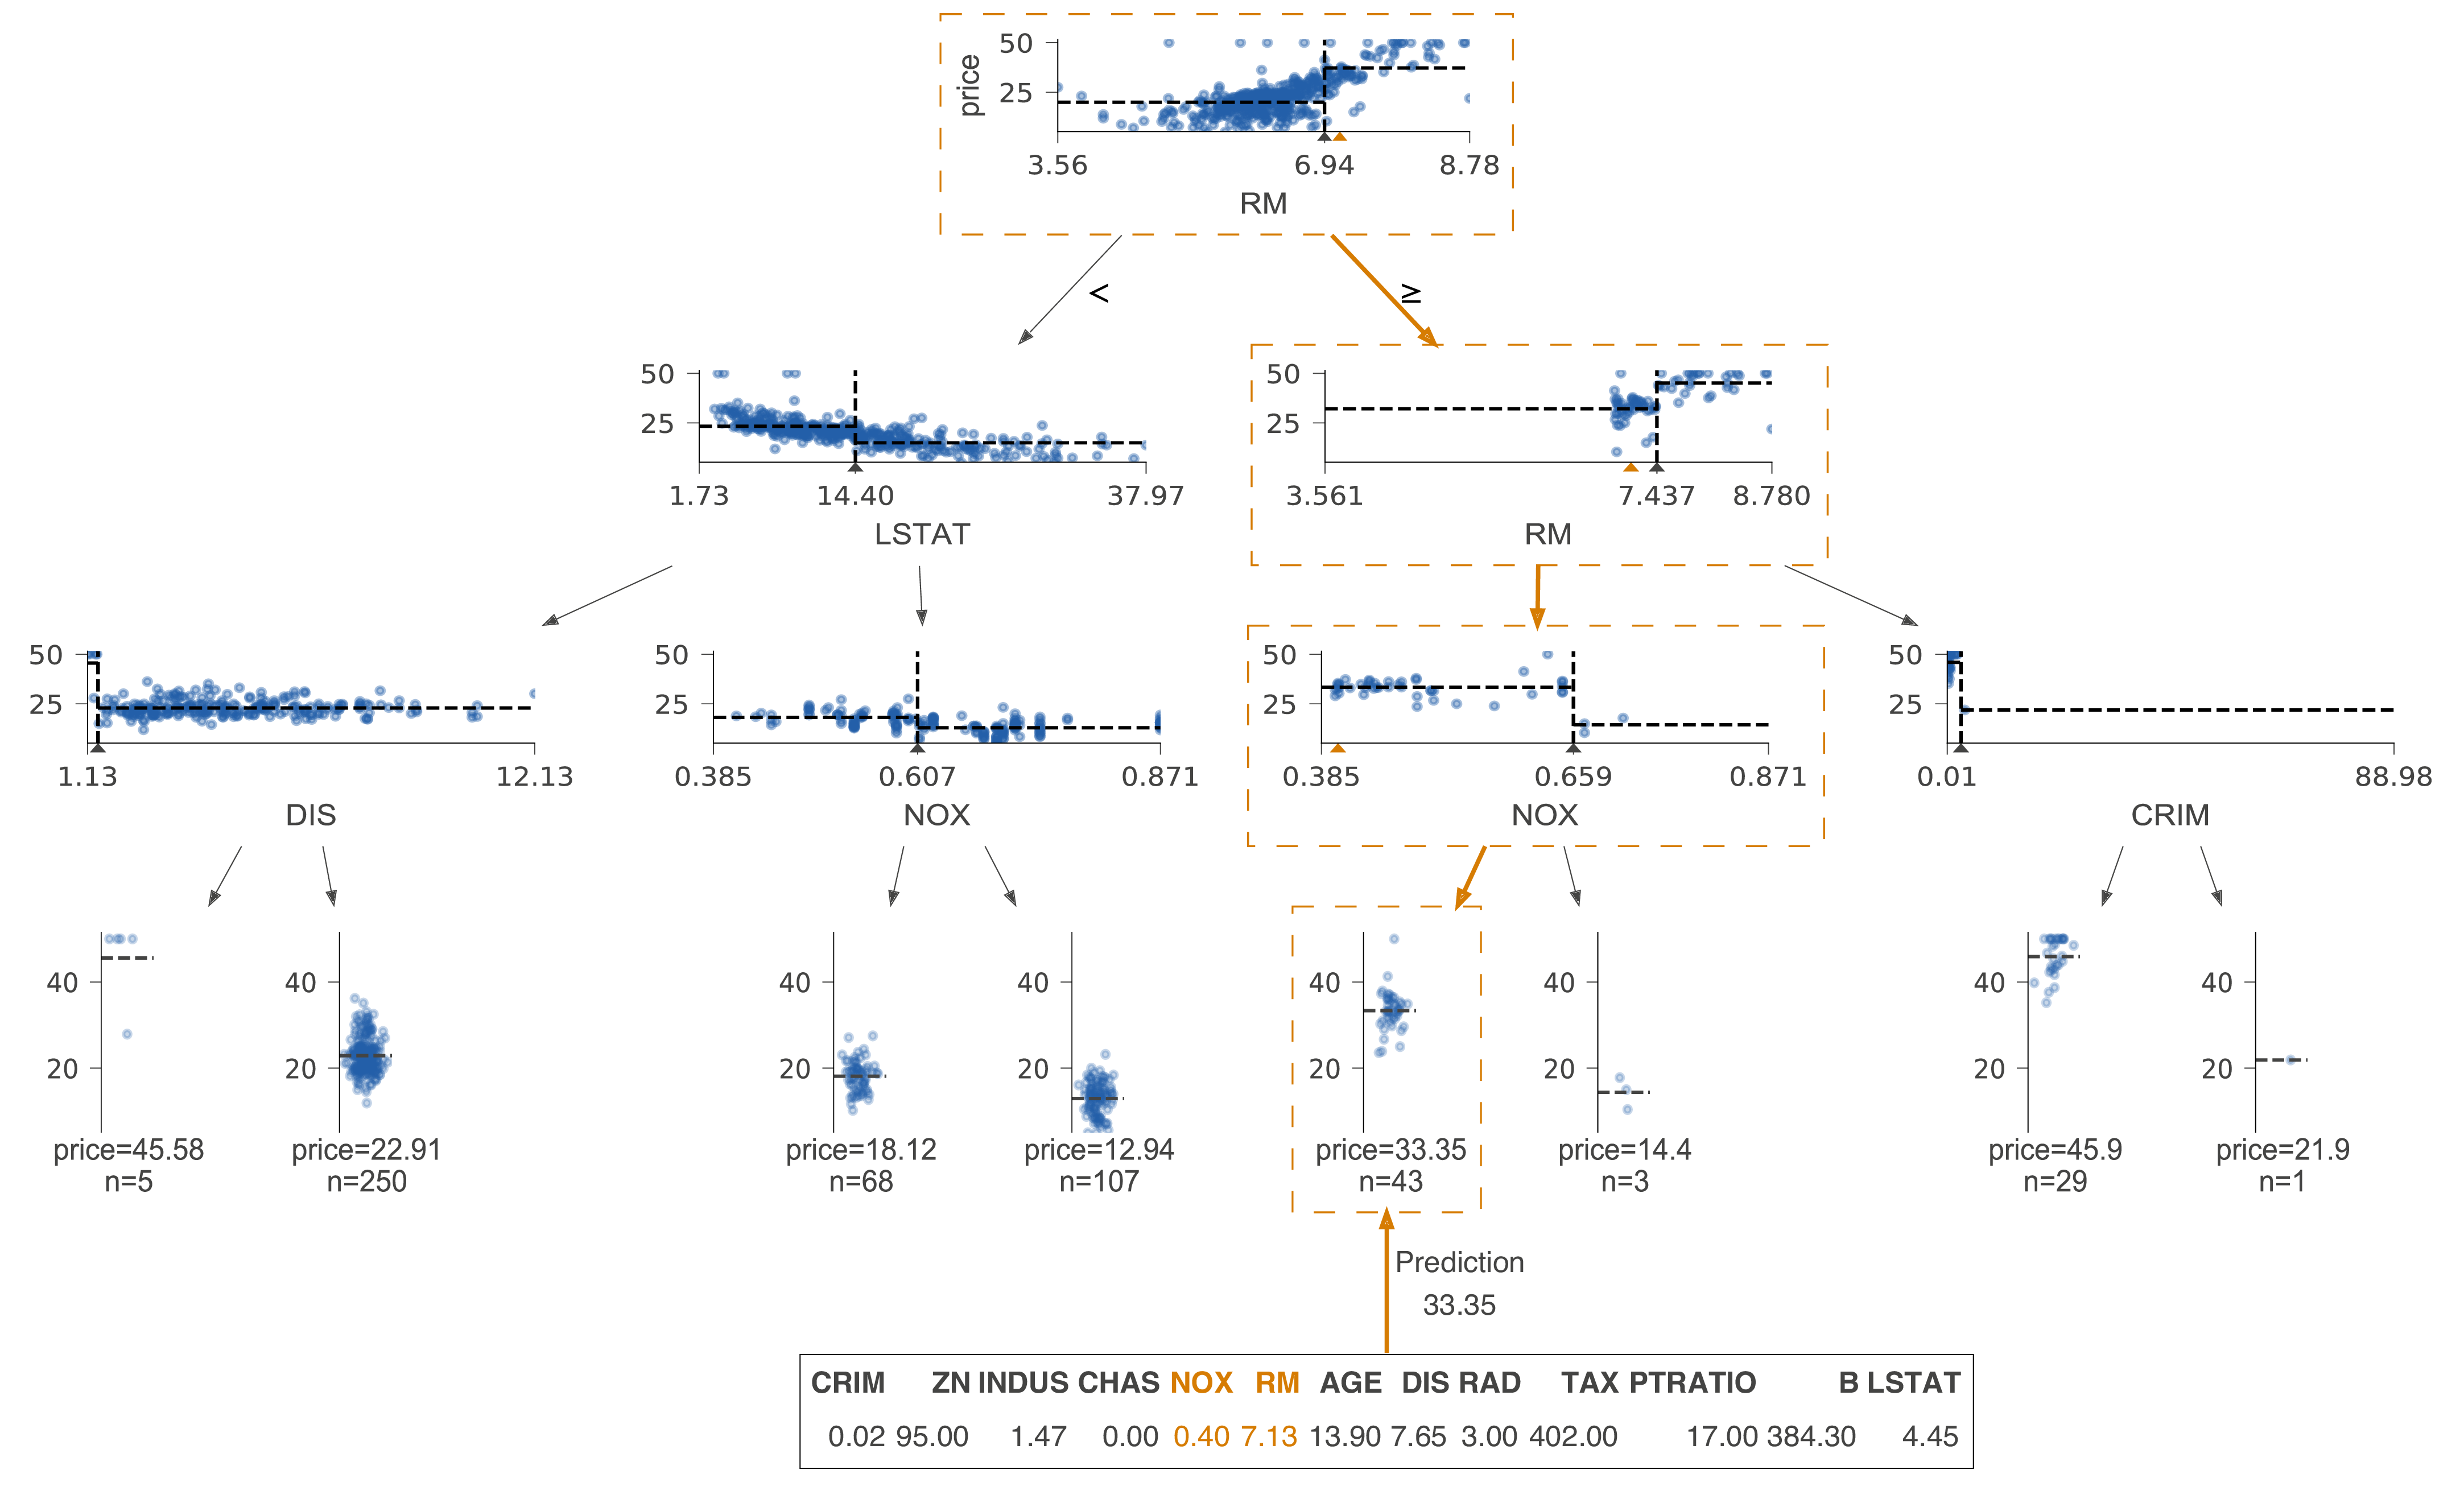 50
25
price
3.56 6.94 8.78
RM
< ≥
50
25
1.73 14.40 37.97
LSTAT
50
25
3.561 7.437 8.780
RM
50
25
1.13 12.13
DIS
50
25
0.385 0.607 0.871
NOX
50
25
0.385 0.659 0.871
NOX
50
25
0.01 88.98
CRIM
40
20
price=45.58
n=5
40
20
price=22.91
n=250
40
20
price=18.12
n=68
40
20
price=12.94
n=107
40
20
price=33.35
n=43
40
20
price=14.4
n=3
40
20
price=45.9
n=29
40
20
price=21.9
n=1
Prediction
33.35
CRIM ZN INDUS CHAS NOX RM AGE DIS RAD TAX PTRATIO B LSTAT
0.02 95.00 1.47 0.00 0.40 7.13 13.90 7.65 3.00 402.00 17.00 384.30 4.45